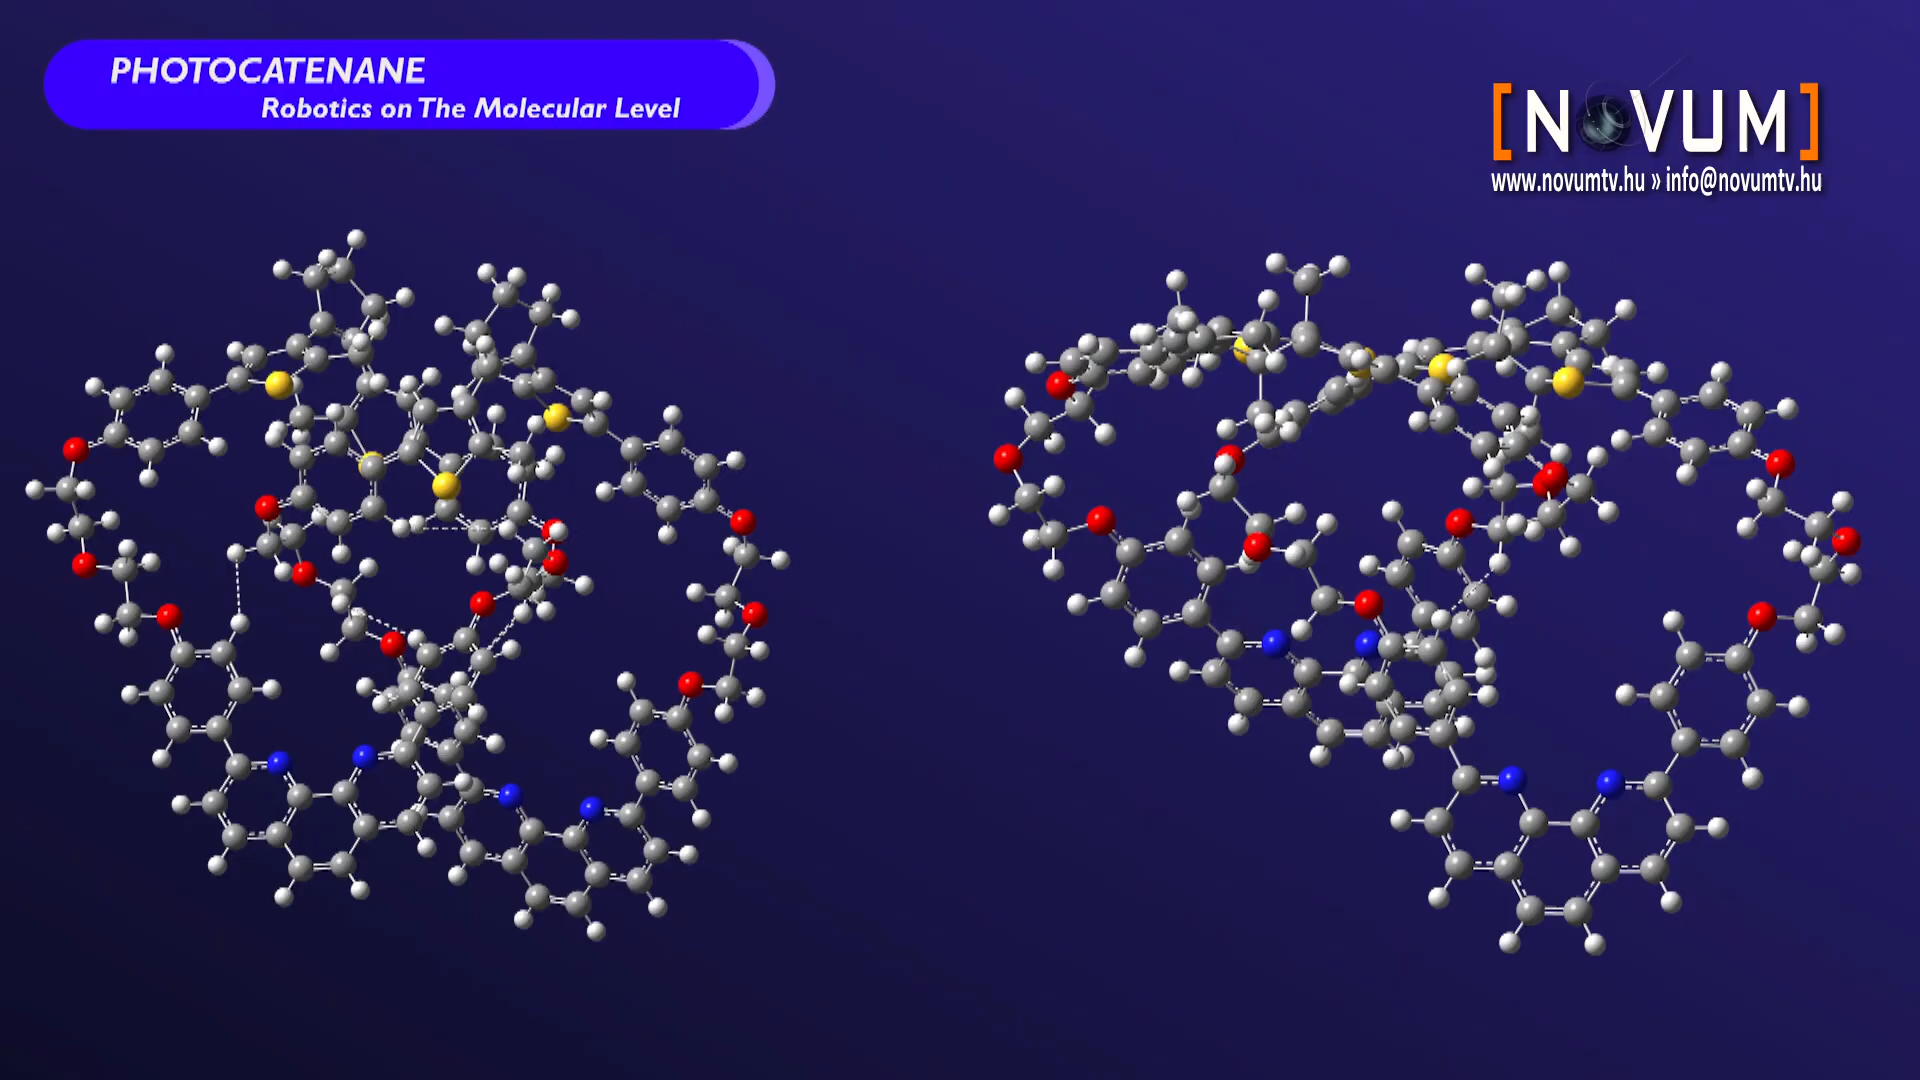 PHOTOCATENANE
Robotics on The Molecular Level
[NOVUM]
www.novumtv.hu » info@novumtv.hu